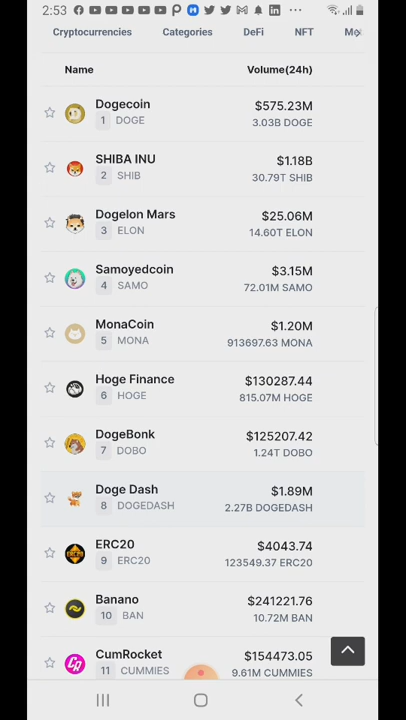 2:53
Cryptocurrencies Categories DeFi NFT
Name Volume(24h)
Dogecoin $575.23M
1 DOGE 3.03B DOGE
SHIBA INU $1.18B
2 SHIB 30.79T SHIB
Dogelon Mars $25.06M
3 ELON 14.60T ELON
Samoyedcoin $3.15M
4 SAMO 72.01M SAMO
MonaCoin $1.20M
5 MONA 913697.63 MONA
Hoge Finance $130287.44
6 HOGE 815.07M HOGE
DogeBonk $125207.42
7 DOBO 1.24T DOBO
Doge Dash $1.89M
8 DOGEDASH 2.27B DOGEDASH
ERC20 $4043.74
9 ERC20 123549.37 ERC20
Banano $241221.76
10 BAN 10.72M BAN
CumRocket $154473.05
11 CUMMIES 9.61M CUMMIES